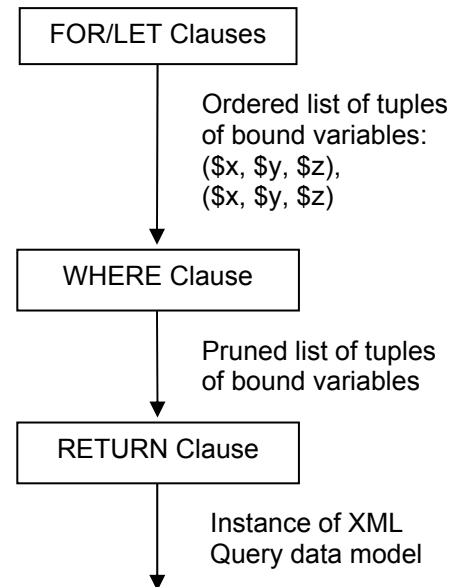 FOR/LET Clauses
Ordered list of tuples
of bound variables:
($x, $y, $z),
($x, $y, $z)
WHERE Clause
Pruned list of tuples
of bound variables
RETURN Clause
Instance of XML
Query data model